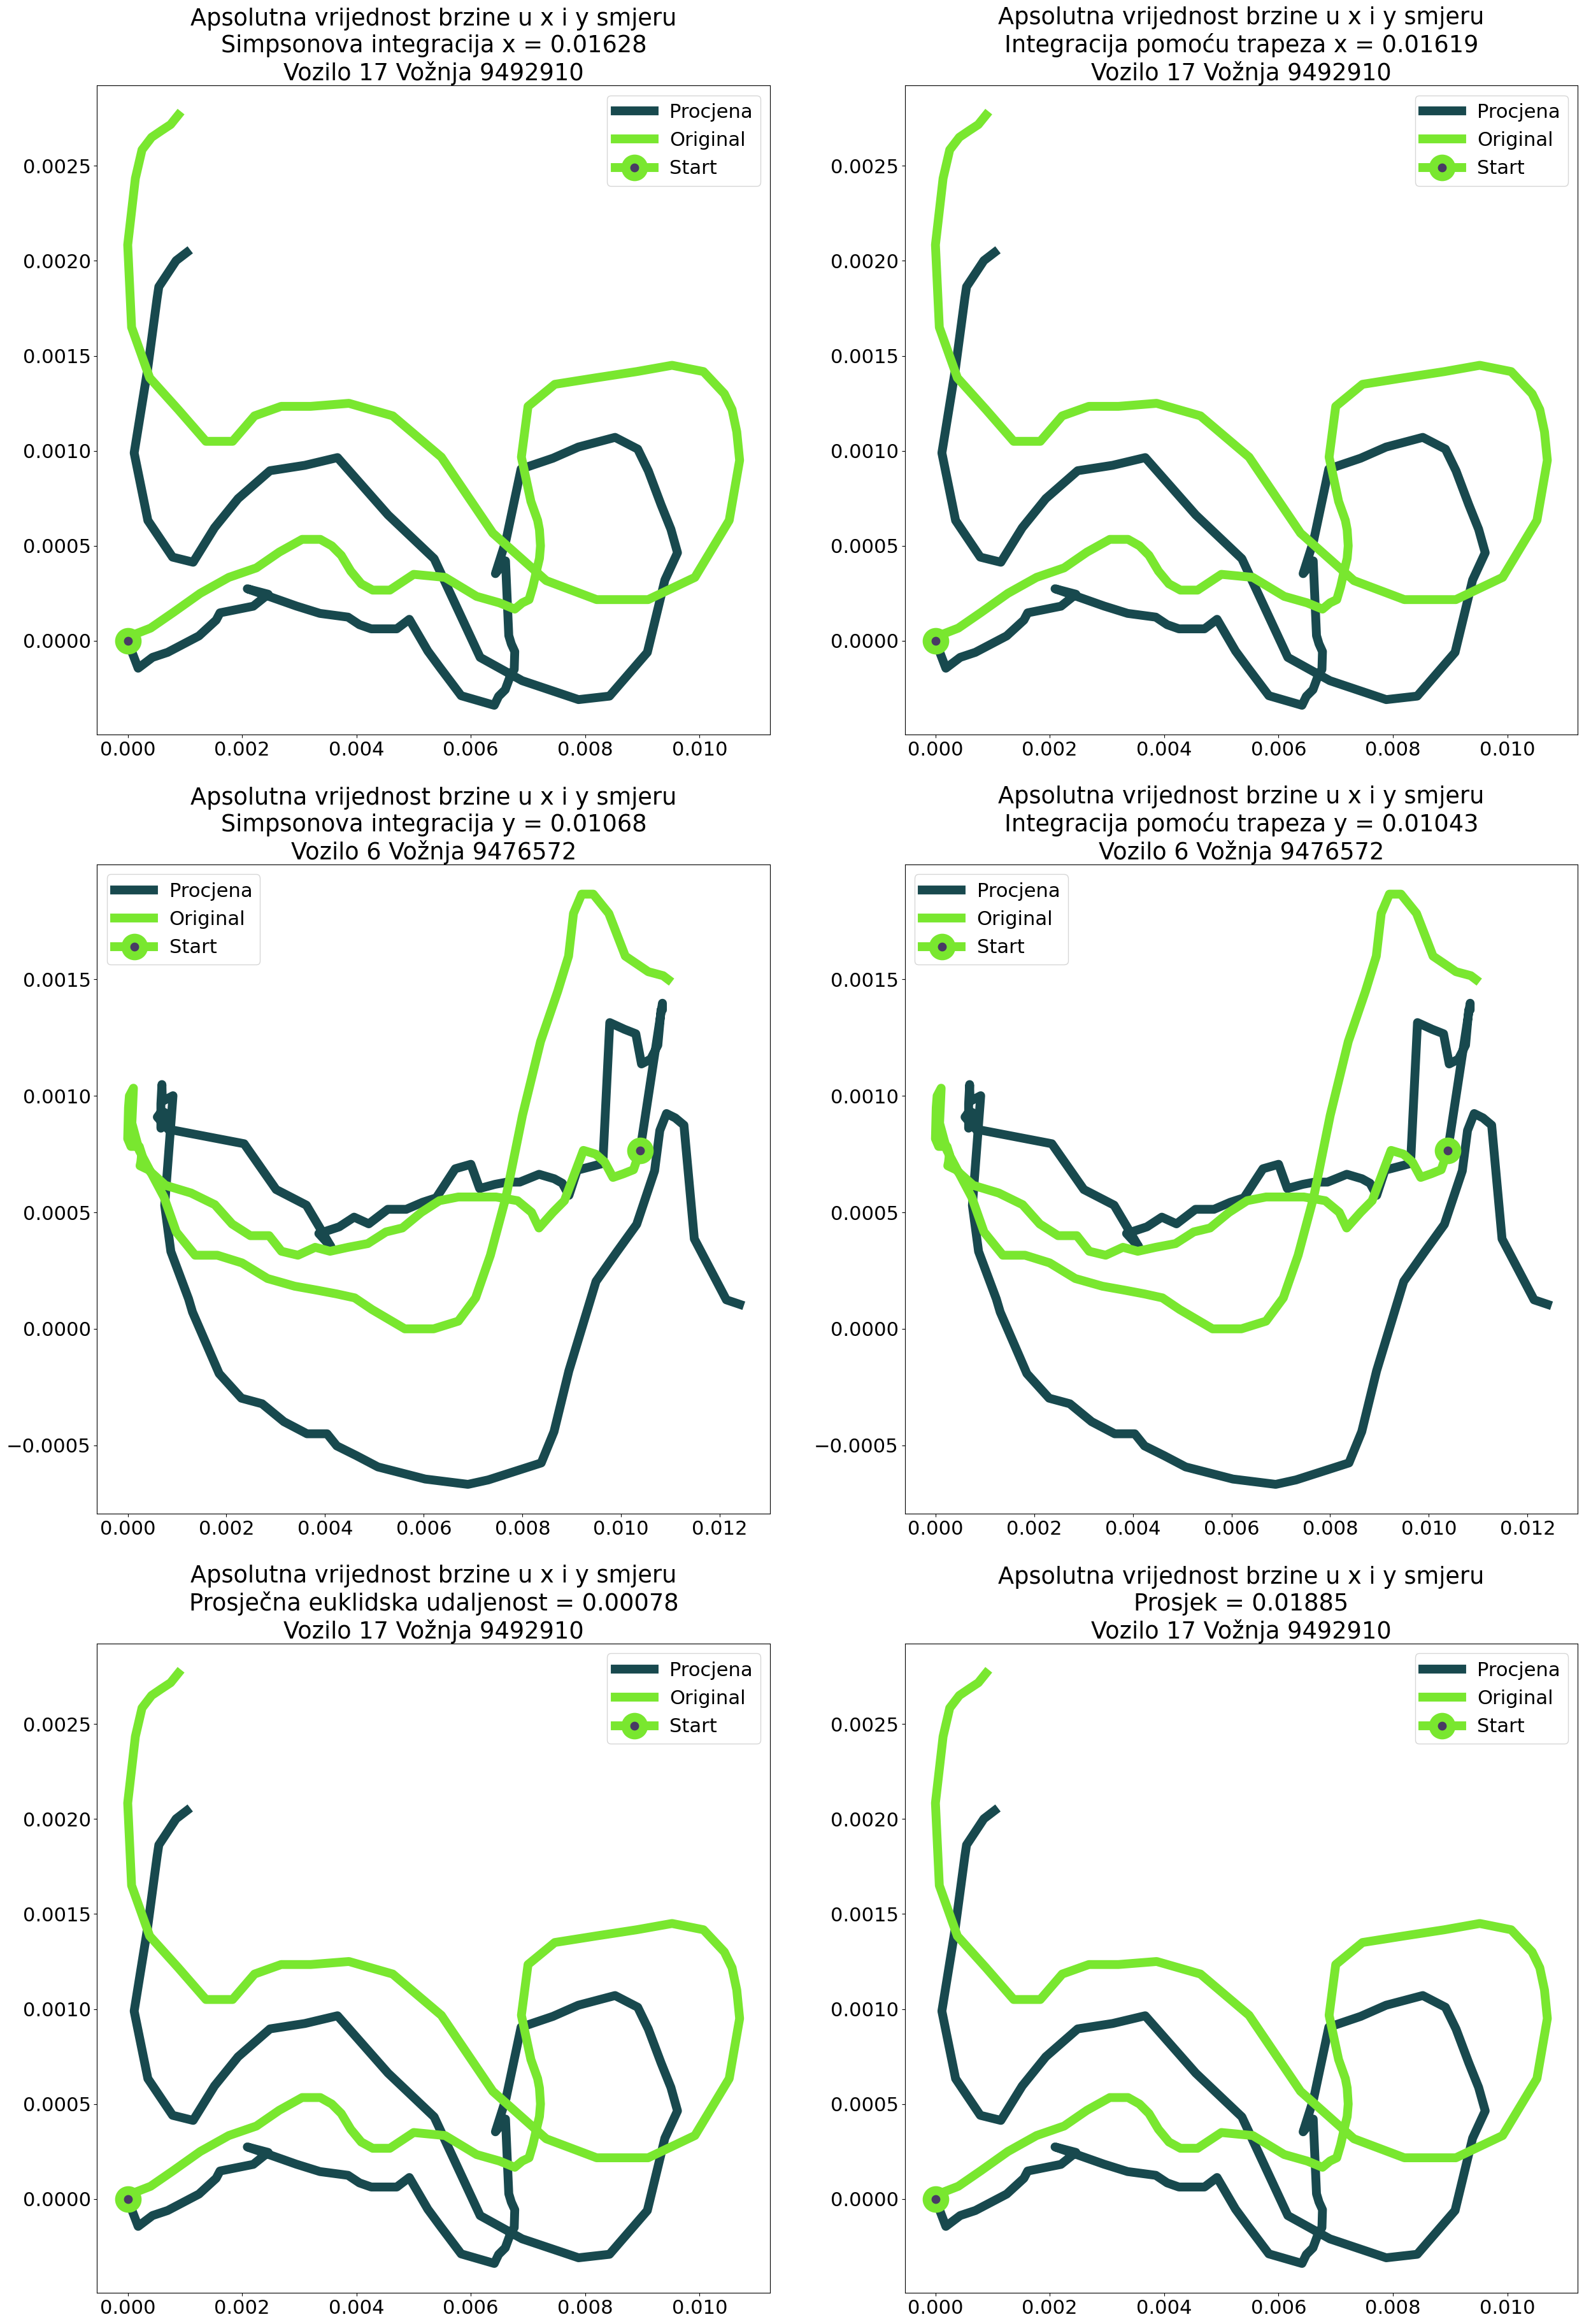 Apsolutna vrijednost brzine u x i y smjeru
Simpsonova integracija x = 0.01628
Vozilo 17 Vožnja 9492910
Procjena
Original
Start
0.0025
0.0020
0.0015
0.0010
0.0005
0.0000
0.000 0.002 0.004 0.006 0.008 0.010
Apsolutna vrijednost brzine u x i y smjeru
Integracija pomoću trapeza x = 0.01619
Vozilo 17 Vožnja 9492910
Procjena
Original
Start
0.0025
0.0020
0.0015
0.0010
0.0005
0.0000
0.000 0.002 0.004 0.006 0.008 0.010
Apsolutna vrijednost brzine u x i y smjeru
Simpsonova integracija y = 0.01068
Vozilo 6 Vožnja 9476572
Procjena
Original
Start
0.0015
0.0010
0.0005
0.0000
−0.0005
0.000 0.002 0.004 0.006 0.008 0.010 0.012
Apsolutna vrijednost brzine u x i y smjeru
Integracija pomoću trapeza y = 0.01043
Vozilo 6 Vožnja 9476572
Procjena
Original
Start
0.0015
0.0010
0.0005
0.0000
−0.0005
0.000 0.002 0.004 0.006 0.008 0.010 0.012
Apsolutna vrijednost brzine u x i y smjeru
Prosječna euklidska udaljenost = 0.00078
Vozilo 17 Vožnja 9492910
Procjena
Original
Start
0.0025
0.0020
0.0015
0.0010
0.0005
0.0000
0.000 0.002 0.004 0.006 0.008 0.010
Apsolutna vrijednost brzine u x i y smjeru
Prosjek = 0.01885
Vozilo 17 Vožnja 9492910
Procjena
Original
Start
0.0025
0.0020
0.0015
0.0010
0.0005
0.0000
0.000 0.002 0.004 0.006 0.008 0.010